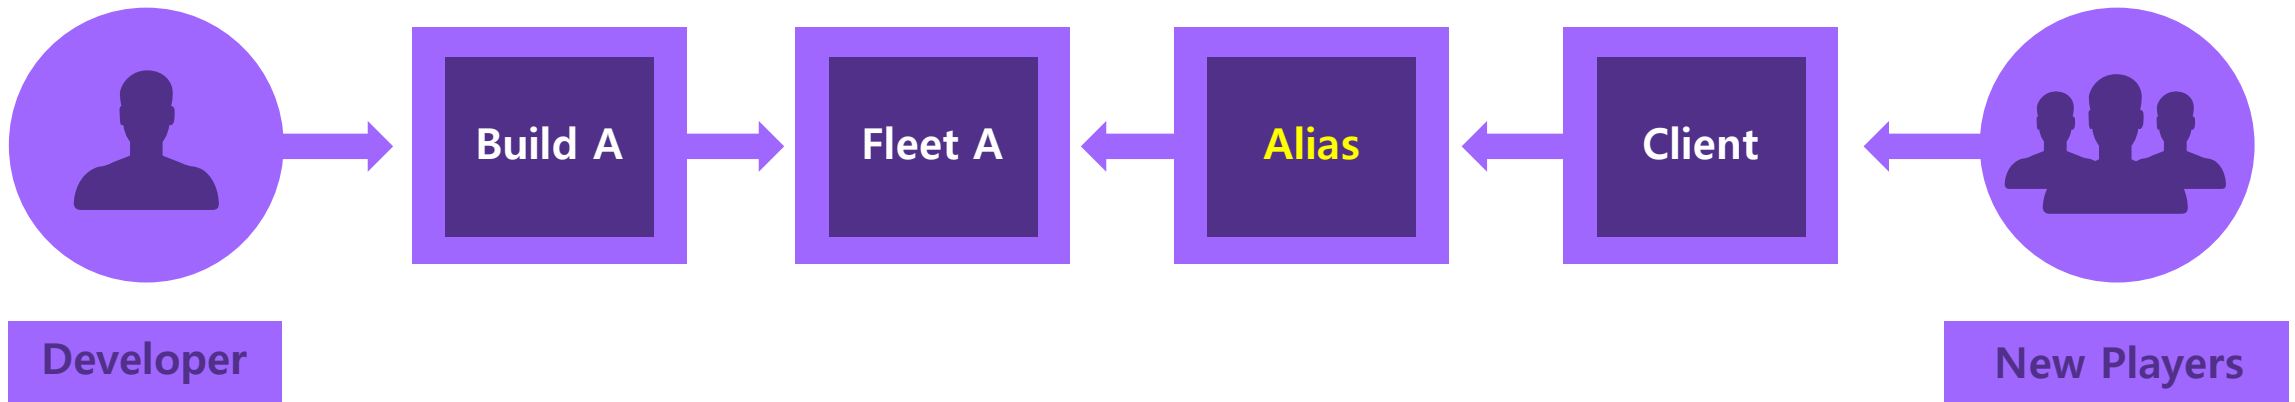 Build A
Fleet A
Alias
Client
Developer
New Players